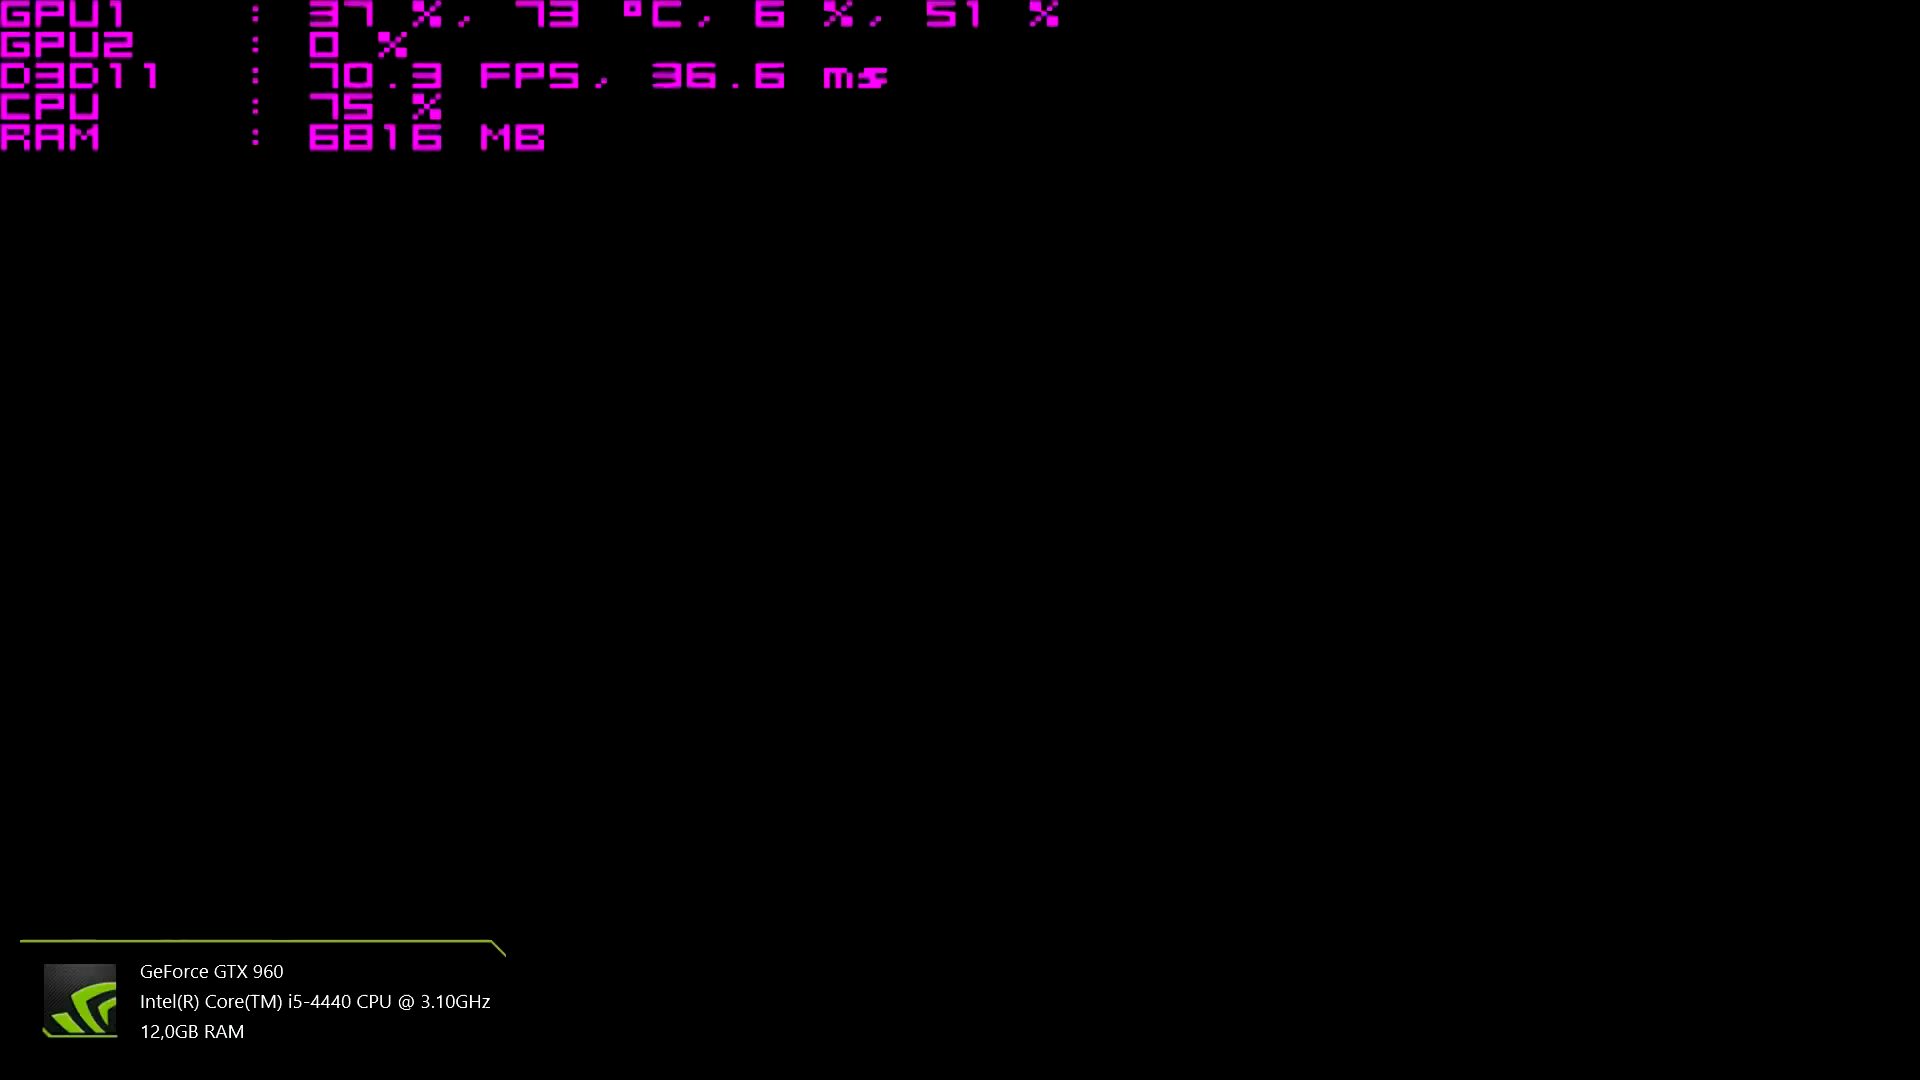 GPU1 : 37 %, 73 °C, 6 %, 51 %
GPU2 : 0 %
D3D11 : 70.3 FPS, 36.6 ms
CPU : 75 %
RAM : 6816 MB
GeForce GTX 960
Intel(R) Core(TM) i5-4440 CPU @ 3.10GHz
12,0GB RAM